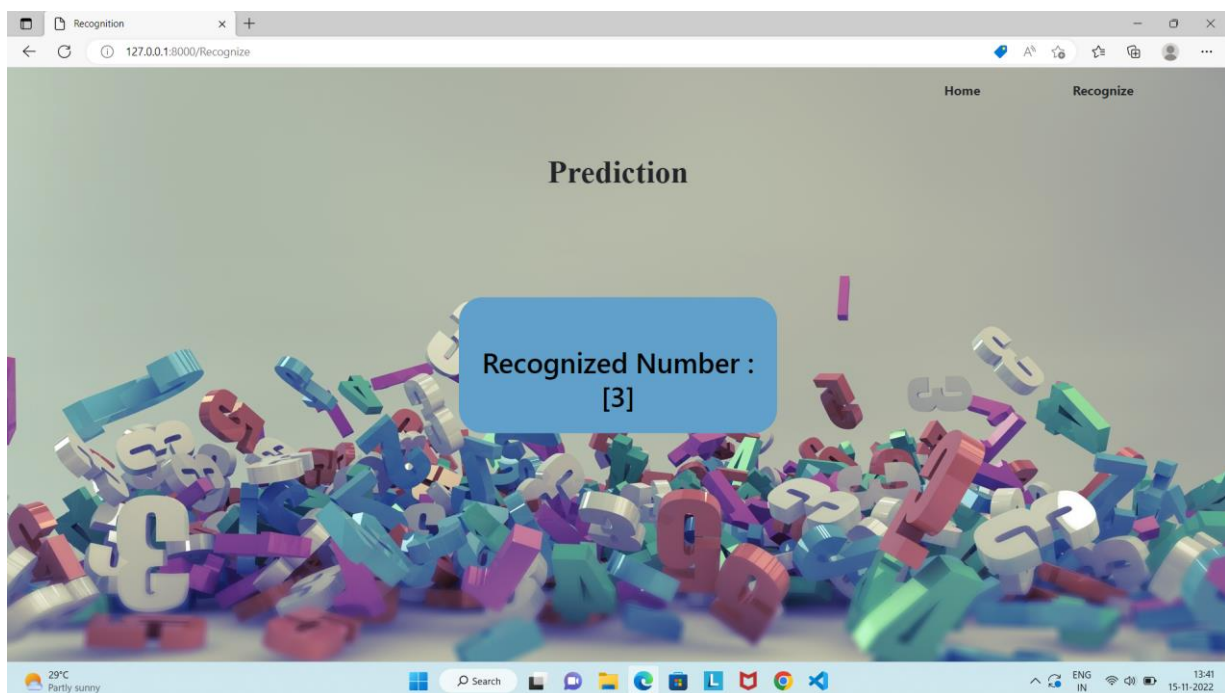 Recognition
127.0.0.1:8000/Recognize
Home
Recognize
Prediction
Recognized Number :
[3]
29°C
Partly sunny
Search
ENG
IN
13:41
15-11-2022